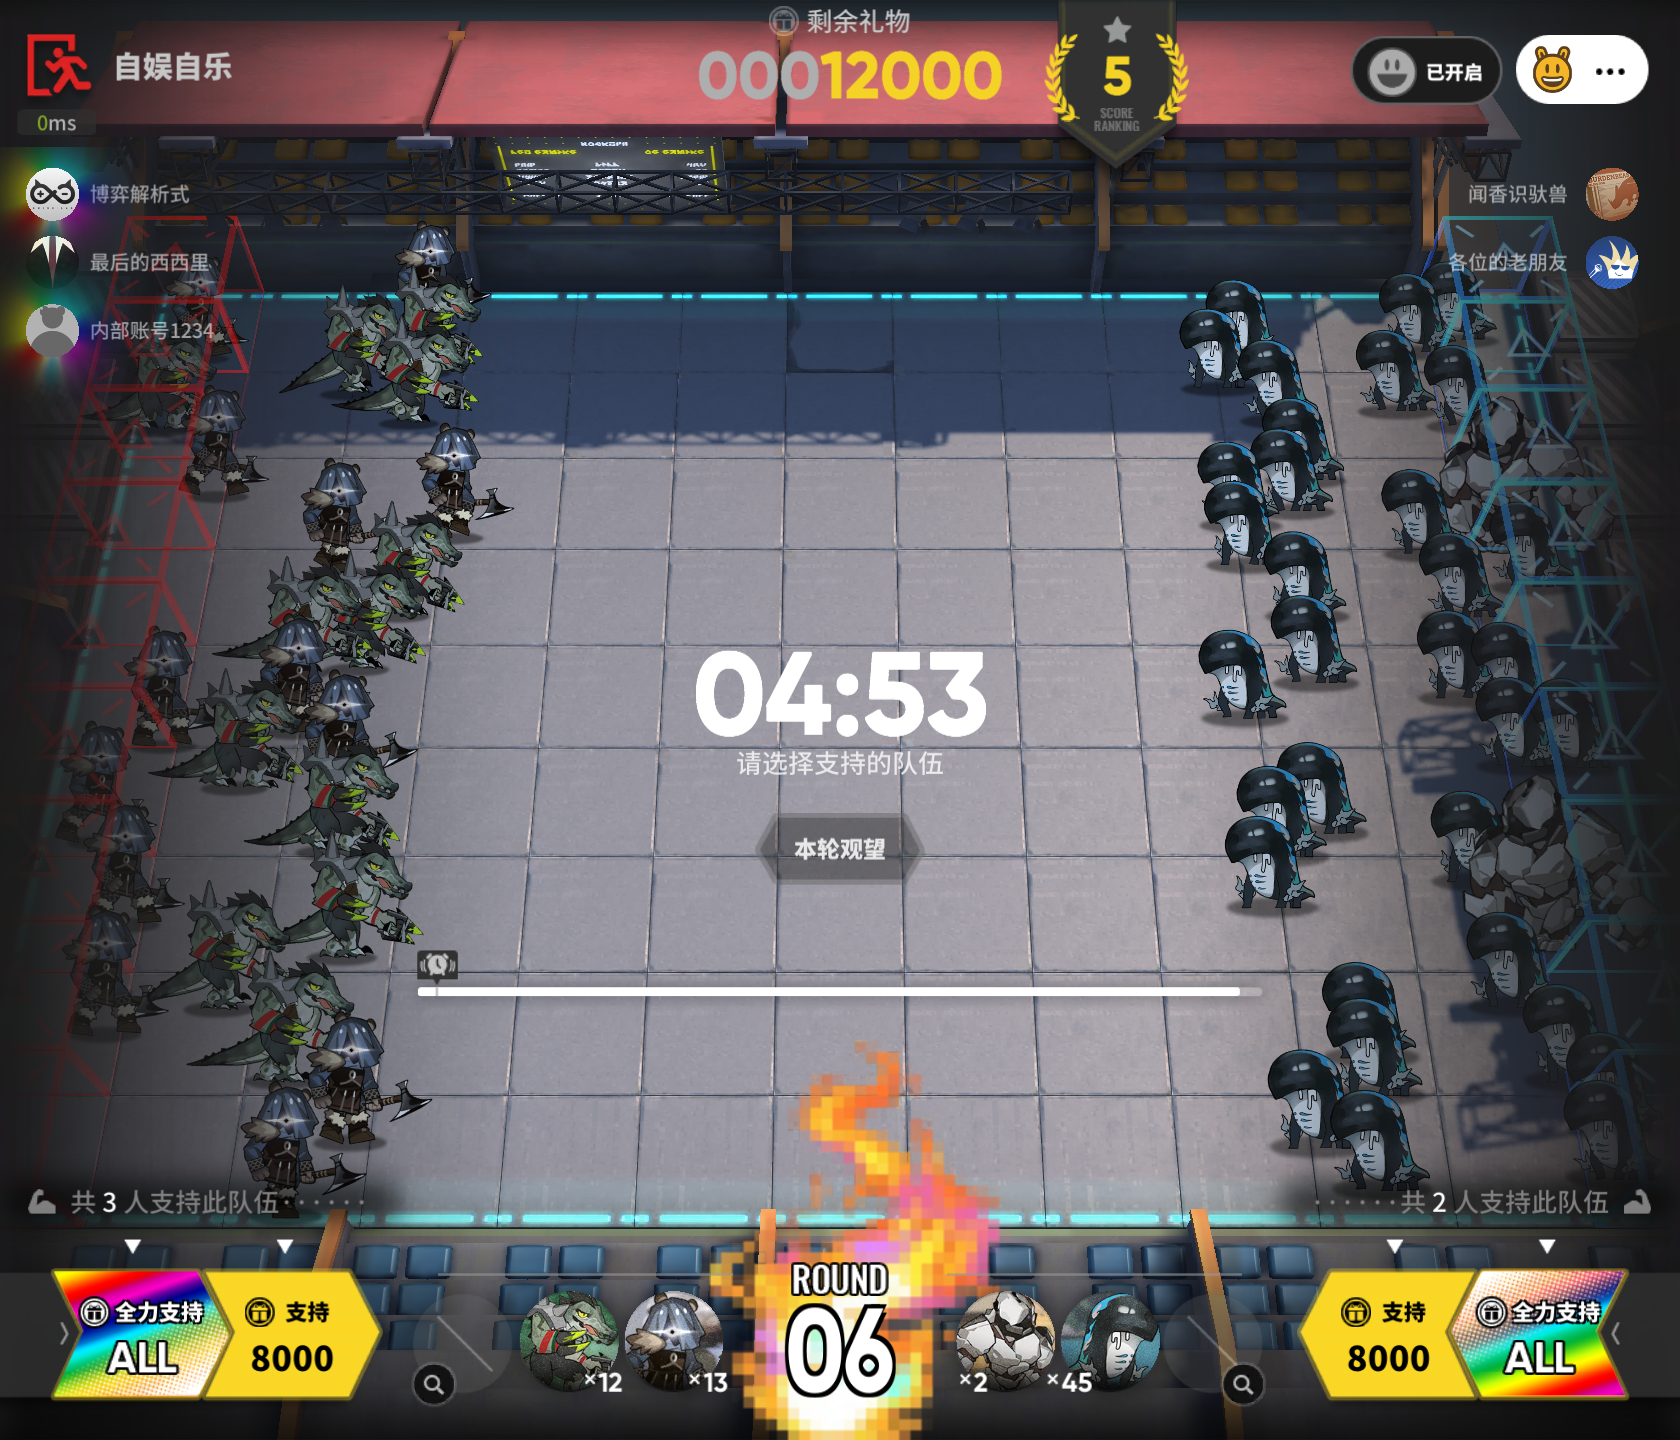 自娱自乐
0ms
剩余礼物
00012000
5
SCORE
RANKING
已开启
博弈解析式
最后的西西里
内部账号1234
闻香识驮兽
各位的老朋友
04:53
请选择支持的队伍
本轮观望
共 3 人支持此队伍
共 2 人支持此队伍
全力支持
ALL
支持
8000
×12
×13
ROUND
06
×2
×45
支持
8000
全力支持
ALL